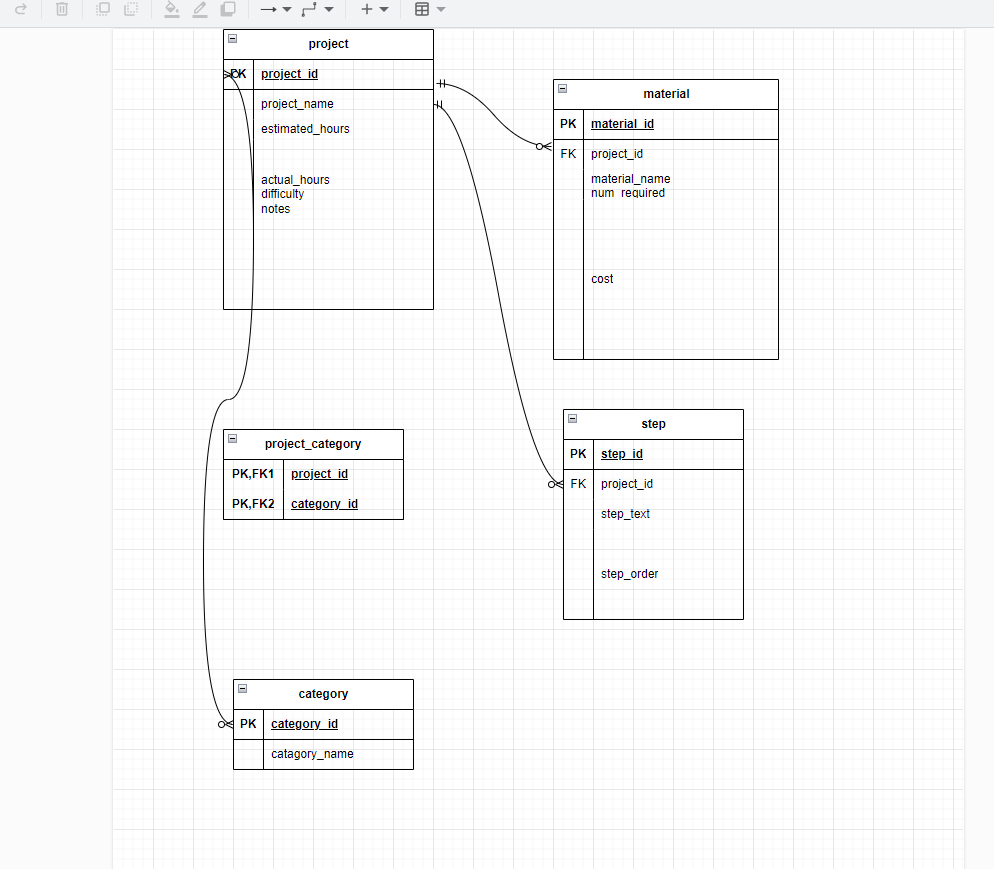 project
PK project_id
project_name
estimated_hours
actual_hours
difficulty
notes
material
PK material_id
FK project_id
material_name
num_required
cost
project_category
PK,FK1 project_id
PK,FK2 category_id
step
PK step_id
FK project_id
step_text
step_order
category
PK category_id
catagory_name